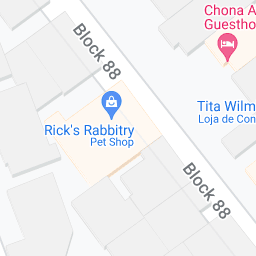 Chona A
Guestho
Block 88
Rick's Rabbitry
Pet Shop
Tita Wilm
Loja de Con
Block 88